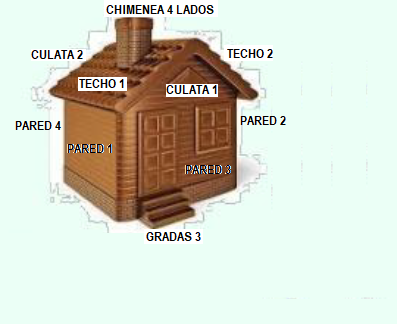 CHIMENEA 4 LADOS
CULATA 2
TECHO 2
TECHO 1
CULATA 1
PARED 4
PARED 2
PARED 1
PARED 3
GRADAS 3